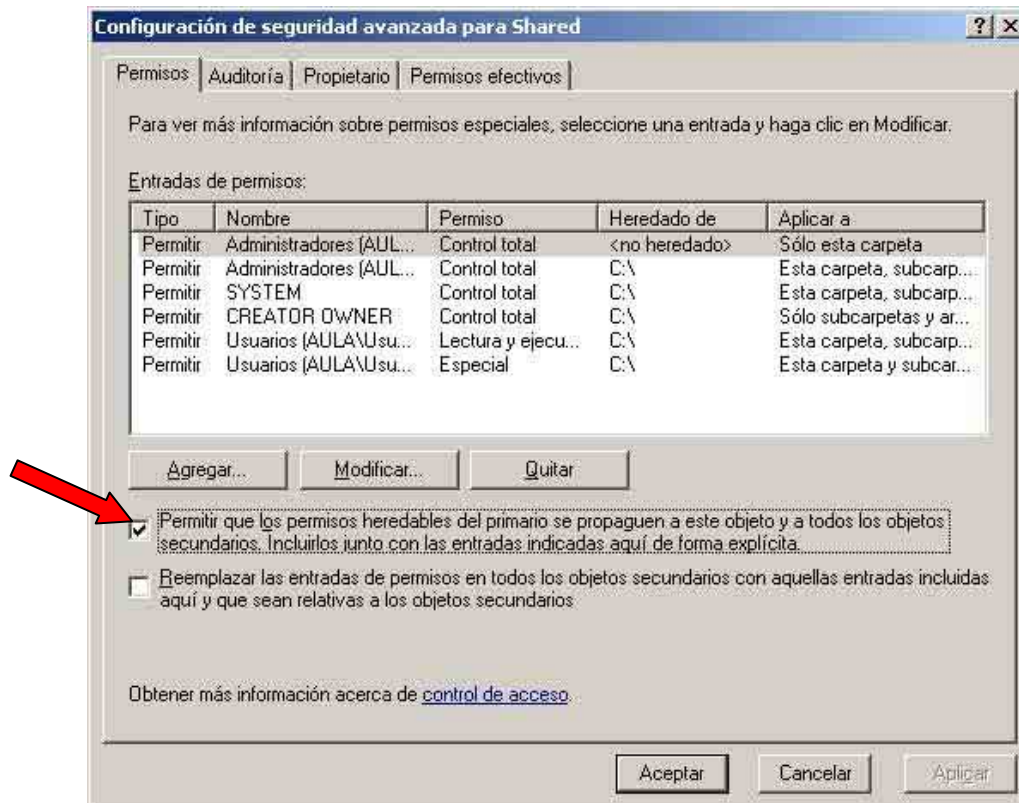 Configuración de seguridad avanzada para Shared
Permisos Auditoría Propietario Permisos efectivos
Para ver más información sobre permisos especiales, seleccione una entrada y haga clic en Modificar.
Entradas de permisos:
Tipo Nombre Permiso Heredado de Aplicar a
Permitir Administradores (AUL... Control total <no heredado> Sólo esta carpeta
Permitir Administradores (AUL... Control total C:\ Esta carpeta, subcarp...
Permitir SYSTEM Control total C:\ Esta carpeta, subcarp...
Permitir CREATOR OWNER Control total C:\ Sólo subcarpetas y ar...
Permitir Usuarios (AULA\Usu... Lectura y ejecu... C:\ Esta carpeta, subcarp...
Permitir Usuarios (AULA\Usu... Especial C:\ Esta carpeta y subcar...
Agregar... Modificar... Quitar
Permitir que los permisos heredables del primario se propaguen a este objeto y a todos los objetos
secundarios. Incluirlos junto con las entradas indicadas aquí de forma explícita.
Reemplazar las entradas de permisos en todos los objetos secundarios con aquellas entradas incluidas
aquí y que sean relativas a los objetos secundarios
Obtener más información acerca de control de acceso.
Aceptar Cancelar Aplicar